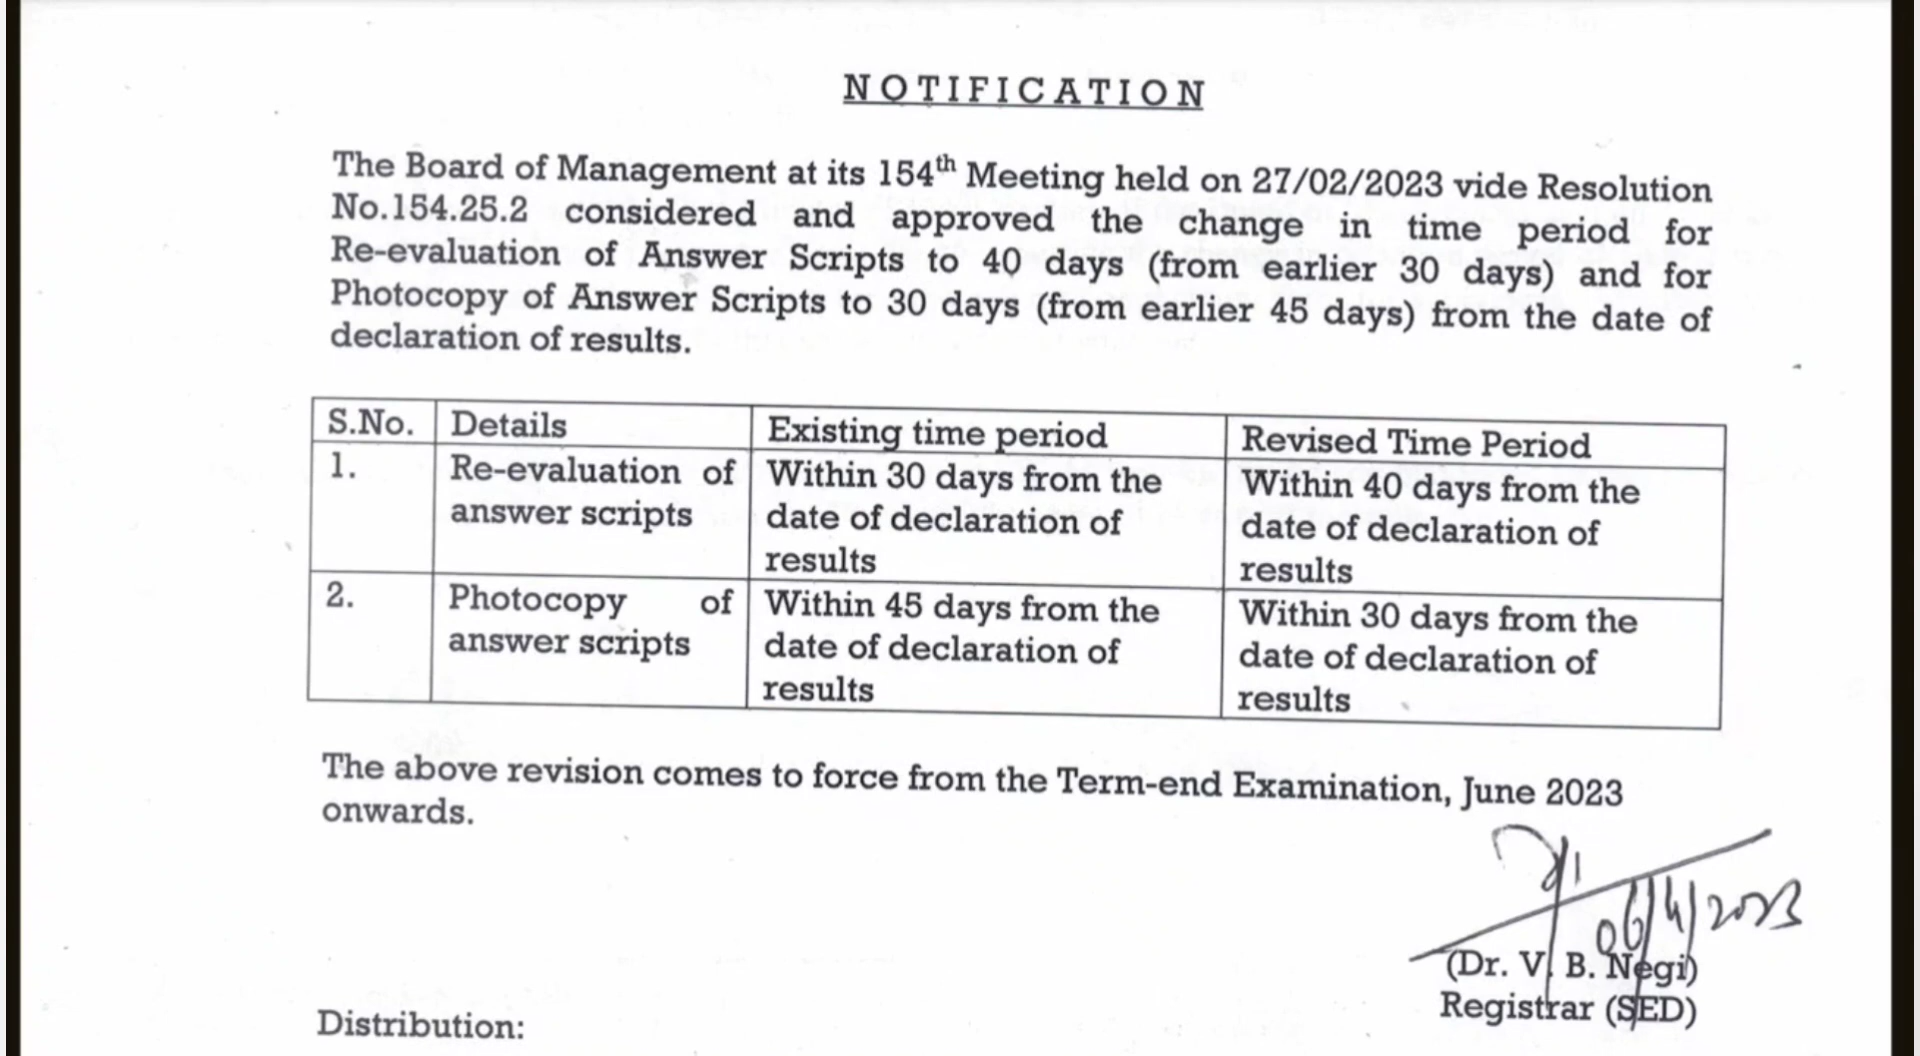 NOTIFICATION
The Board of Management at its 154th Meeting held on 27/02/2023 vide Resolution
No.154.25.2 considered and approved the change in time period for
Re-evaluation of Answer Scripts to 40 days (from earlier 30 days) and for
Photocopy of Answer Scripts to 30 days (from earlier 45 days) from the date of
declaration of results.
S.No. Details Existing time period Revised Time Period
1. Re-evaluation of Within 30 days from the Within 40 days from the
answer scripts date of declaration of date of declaration of
results results
2. Photocopy of Within 45 days from the Within 30 days from the
answer scripts date of declaration of date of declaration of
results results
The above revision comes to force from the Term-end Examination, June 2023
onwards.
06/4/2023
(Dr. V. B. Negi)
Registrar (SED)
Distribution: